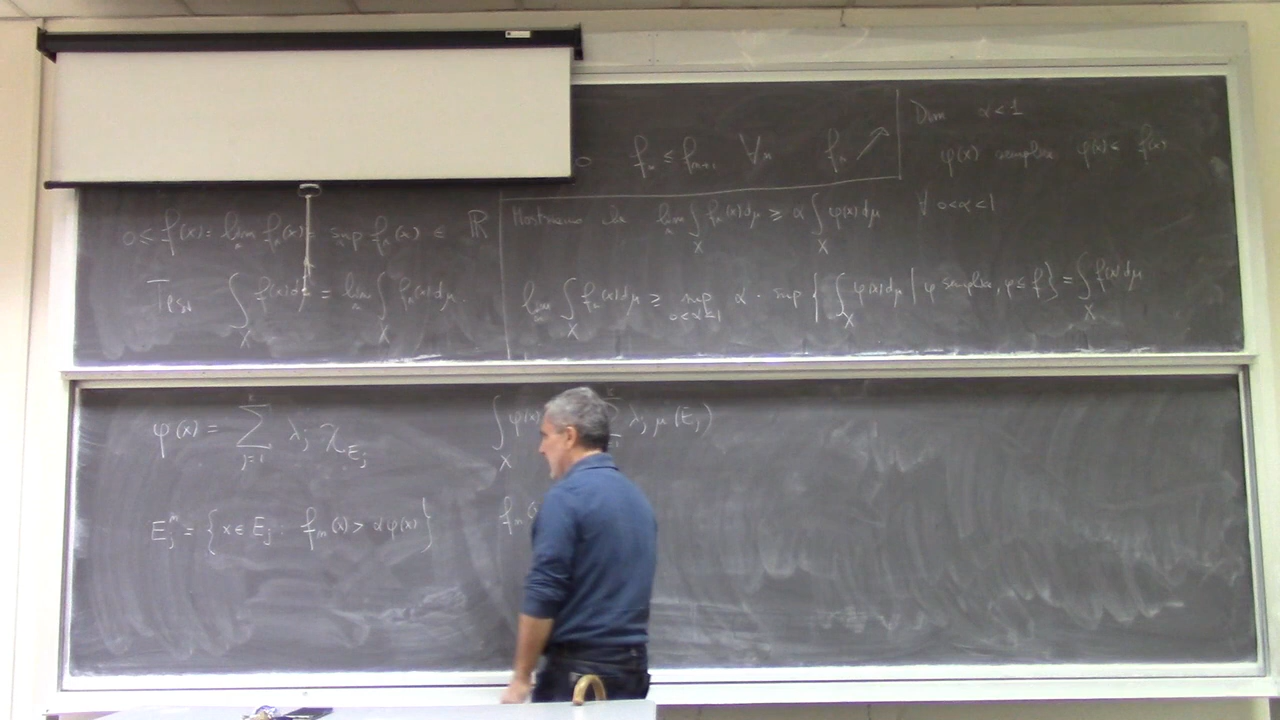 f_n ≤ f_{n+1} ∀n f_n ↗
0 ≤ f(x) = lim_n f_n(x) = sup_n f_n(x) ∈ ℝ
Tesi ∫_X f(x)dμ = lim_n ∫_X f_n(x)dμ.
Dim α<1
φ(x) semplice φ(x) ≤ f(x)
Mostriamo che lim_n ∫_X f_n(x)dμ ≥ α ∫_X φ(x)dμ ∀ 0<α<1
lim_n ∫_X f_n(x)dμ ≥ sup_{0<α<1} α · sup { ∫_X φ(x)dμ | φ semplice, φ ≤ f } = ∫_X f(x)dμ
φ(x) = ∑_{j=1}^{k} λ_j χ_{E_j}
∫_X φ(x) λ_j μ(E_j)
E_j^n = { x ∈ E_j : f_n(x) > αφ(x) }
f_n(